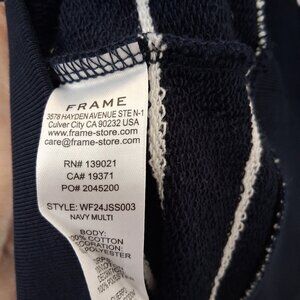 FRAME
3578 HAYDEN AVENUE STE N-1
Culver City CA 90232 USA
www.frame-store.com
care@frame-store.com
RN# 139021
CA# 19371
PO# 2045200
STYLE: WF24JSS003
NAVY MULTI
BODY:
COTTON
POLYESTER